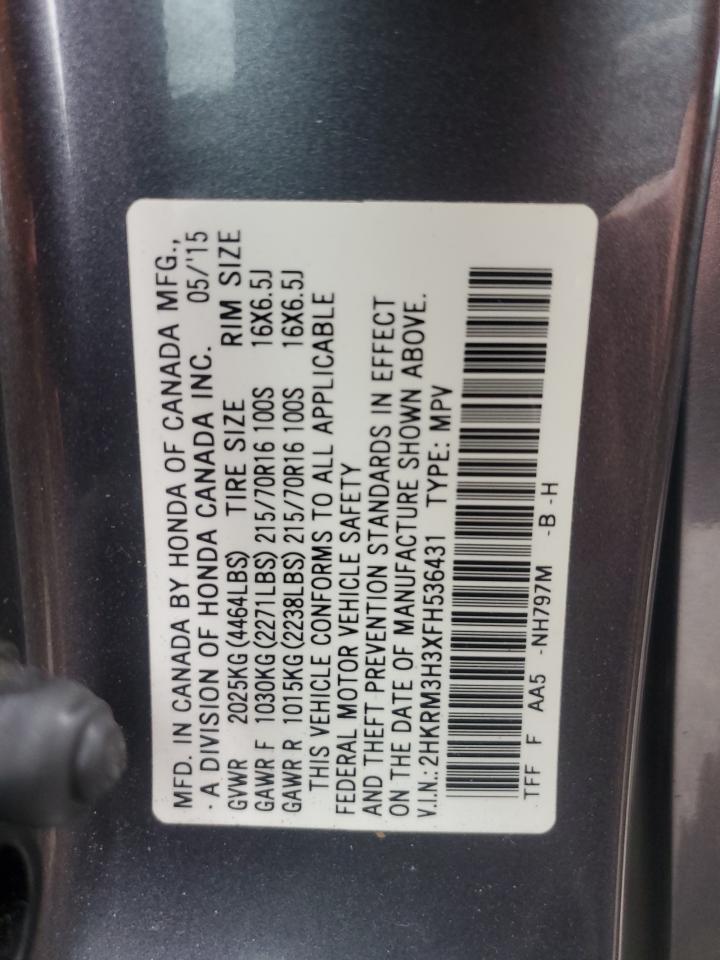 MFD. IN CANADA BY HONDA OF CANADA MFG.,
· A DIVISION OF HONDA CANADA INC. 05/'15
GVWR 2025KG (4464LBS) TIRE SIZE RIM SIZE
GAWR F 1030KG (2271LBS) 215/70R16 100S 16X6.5J
GAWR R 1015KG (2238LBS) 215/70R16 100S 16X6.5J
THIS VEHICLE CONFORMS TO ALL APPLICABLE
FEDERAL MOTOR VEHICLE SAFETY
AND THEFT PREVENTION STANDARDS IN EFFECT
ON THE DATE OF MANUFACTURE SHOWN ABOVE.
V.I.N.: 2HKRM3H3XFH536431 TYPE: MPV
TFF F AA5 -NH797M -B -H